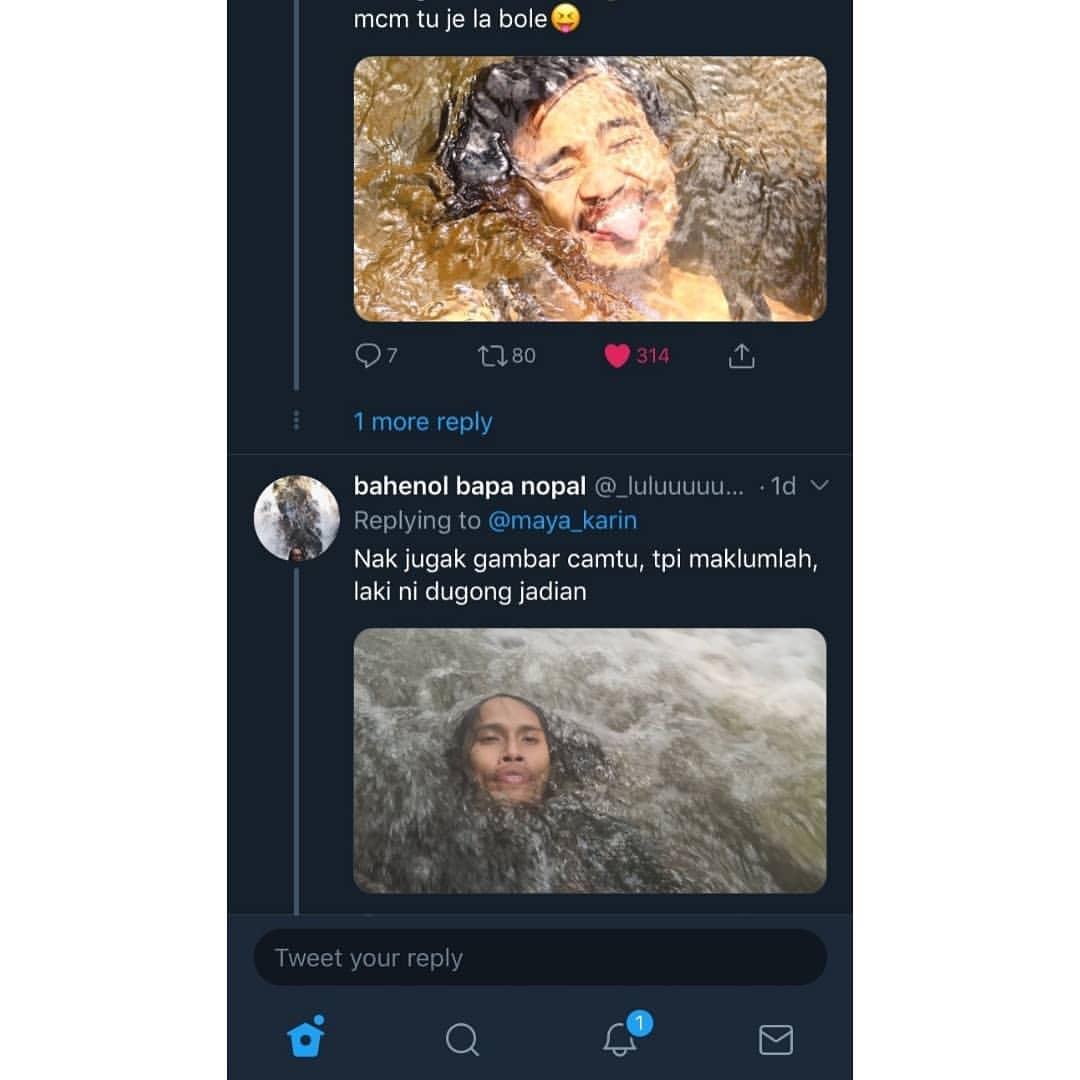 mcm tu je la bole😝
7 80 314
1 more reply
bahenol bapa nopal @_luluuuuu... · 1d
Replying to @maya_karin
Nak jugak gambar camtu, tpi maklumlah,
laki ni dugong jadian
Tweet your reply
1